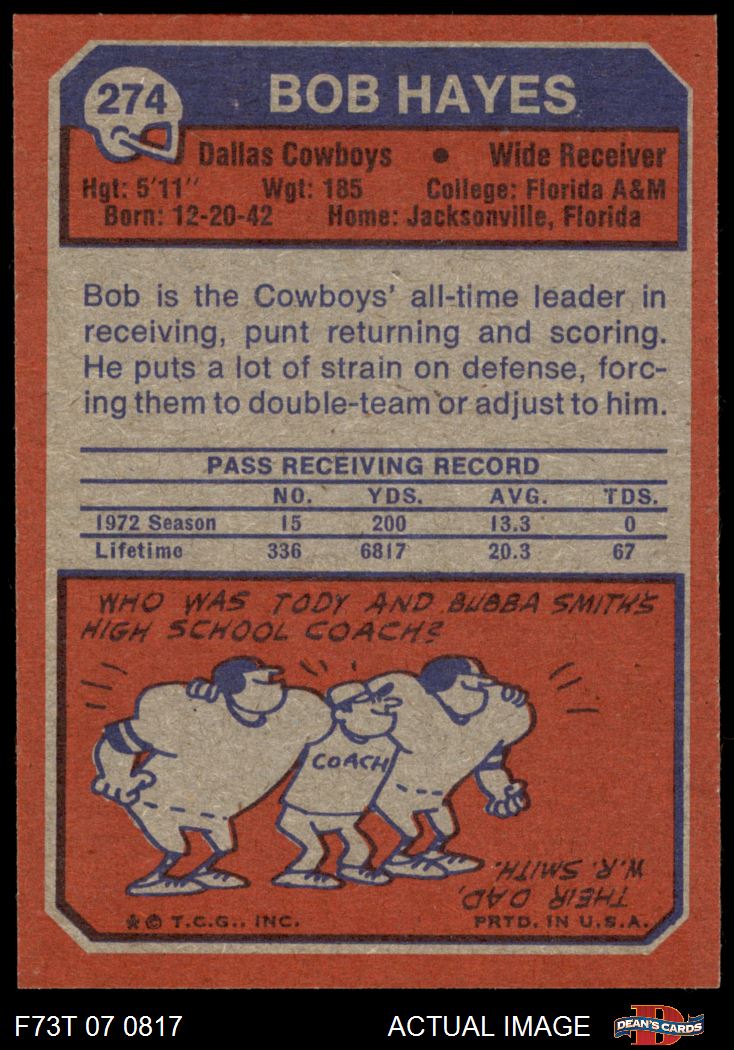 274
BOB HAYES
Dallas Cowboys • Wide Receiver
Hgt: 5'11" Wgt: 185 College: Florida A&M
Born: 12-20-42 Home: Jacksonville, Florida
Bob is the Cowboys' all-time leader in
receiving, punt returning and scoring.
He puts a lot of strain on defense, forc-
ing them to double-team or adjust to him.
PASS RECEIVING RECORD
NO. YDS. AVG. TDS.
1972 Season 15 200 13.3 0
Lifetime 336 6817 20.3 67
WHO WAS TODY AND BUBBA SMITH'S
HIGH SCHOOL COACH?
COACH
THEIR DAD,
W.R. SMITH.
★ © T.C.G., INC. PRTD. IN U.S.A.
F73T 07 0817 ACTUAL IMAGE D DEAN'S CARDS